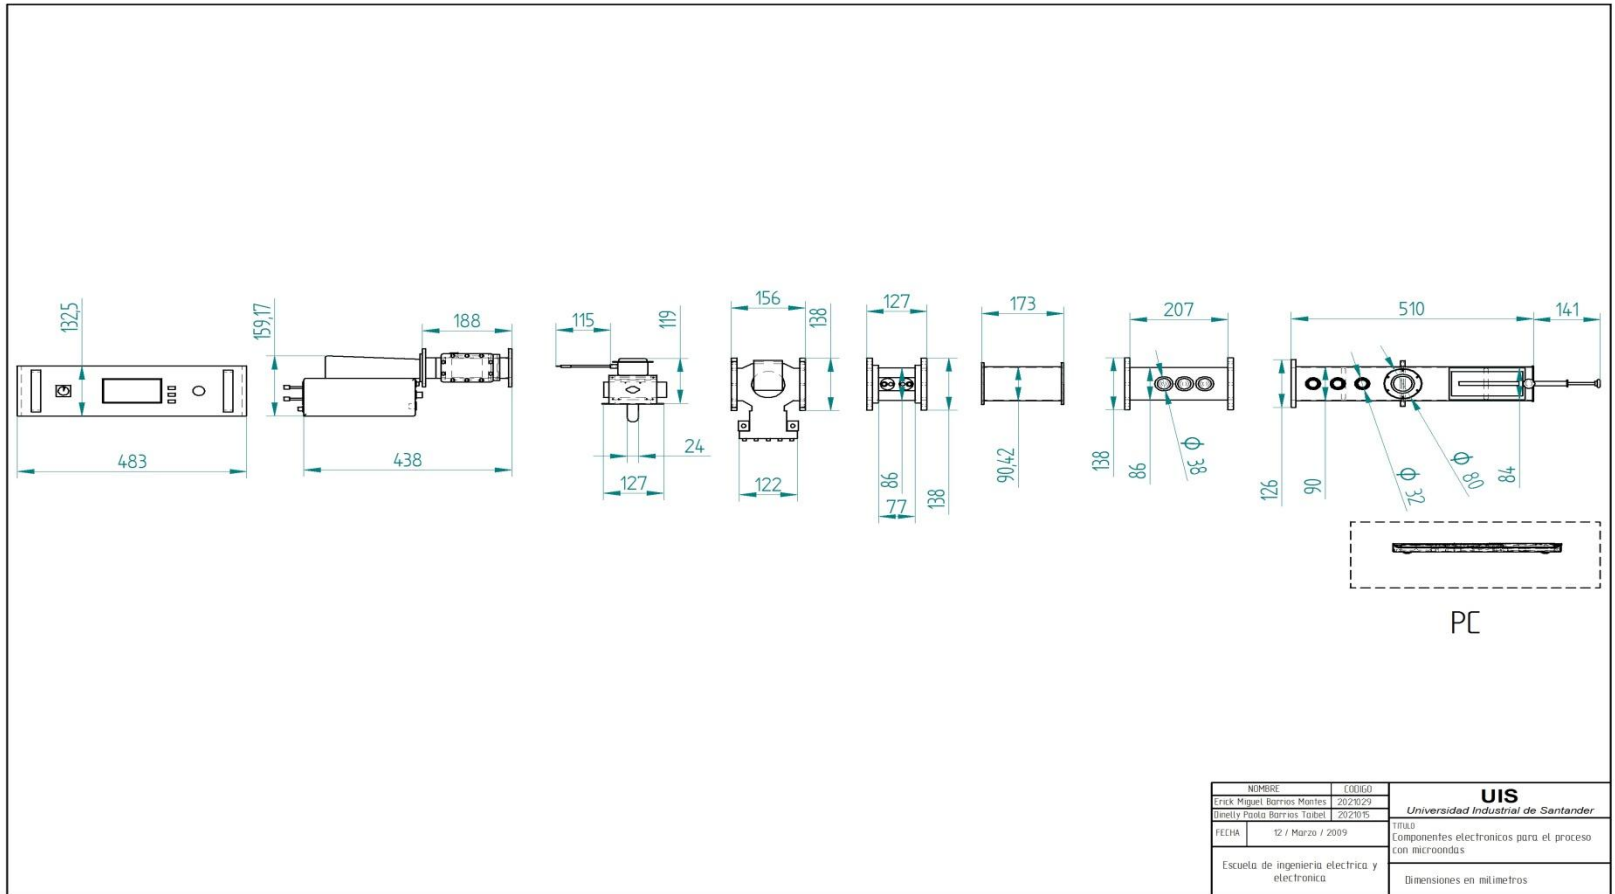 132,5
483
159,17
188
438
115
119
24
127
156
138
122
127
86
77
138
173
90,42
207
138
86
Φ 38
510
141
126
90
Φ 32
Φ 80
84
PC
NOMBRE CODIGO
Erick Miguel Barrios Montes 2021029
Dinelly Paola Barrios Taibel 2021015
FECHA 12 / Marzo / 2009
Escuela de ingenieria electrica y
electronica
UIS
Universidad Industrial de Santander
TITULO
Componentes electronicos para el proceso
con microondas
Dimensiones en milimetros